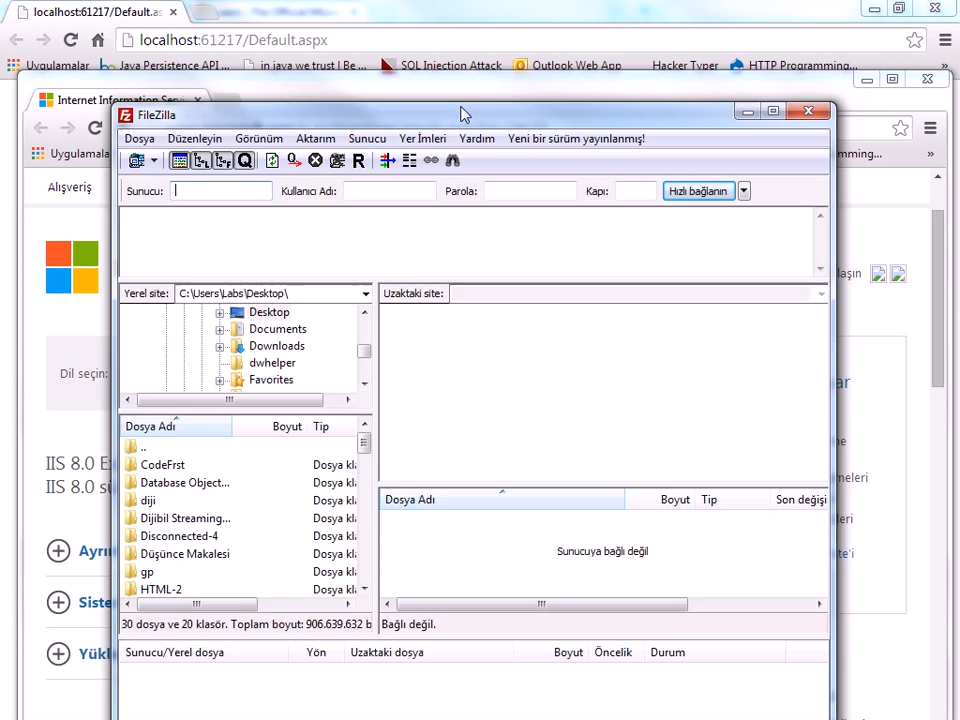 localhost:61217/Default.as
localhost:61217/Default.aspx
Uygulamalar
Java Persistence API ...
in java we trust | Be ...
SQL Injection Attack
Outlook Web App
Hacker Typer
HTTP Programming...
»
Internet Information Servi
Uygulamala
mming...
»
Alışveriş
laşın
Dil seçin:
IIS 8.0 E
IIS 8.0 sü
Ayrı
Siste
Yükl
FileZilla
Dosya Düzenleyin Görünüm Aktarım Sunucu Yer İmleri Yardım Yeni bir sürüm yayınlanmış!
Sunucu: Kullanıcı Adı: Parola: Kapı: Hızlı bağlanın
Yerel site: C:\Users\Labs\Desktop\
Desktop
Documents
Downloads
dwhelper
Favorites
Dosya Adı Boyut Tip
..
CodeFrst Dosya kl
Database Object... Dosya kl
diji Dosya kl
Dijibil Streaming... Dosya kl
Disconnected-4 Dosya kl
Düşünce Makalesi Dosya kl
gp Dosya kl
HTML-2 Dosya kl
30 dosya ve 20 klasör. Toplam boyut: 906.639.632 b
Uzaktaki site:
Dosya Adı Boyut Tip Son değişi
Sunucuya bağlı değil
Bağlı değil.
Sunucu/Yerel dosya Yön Uzaktaki dosya Boyut Öncelik Durum
lar
ne
meleri
eri
te'i